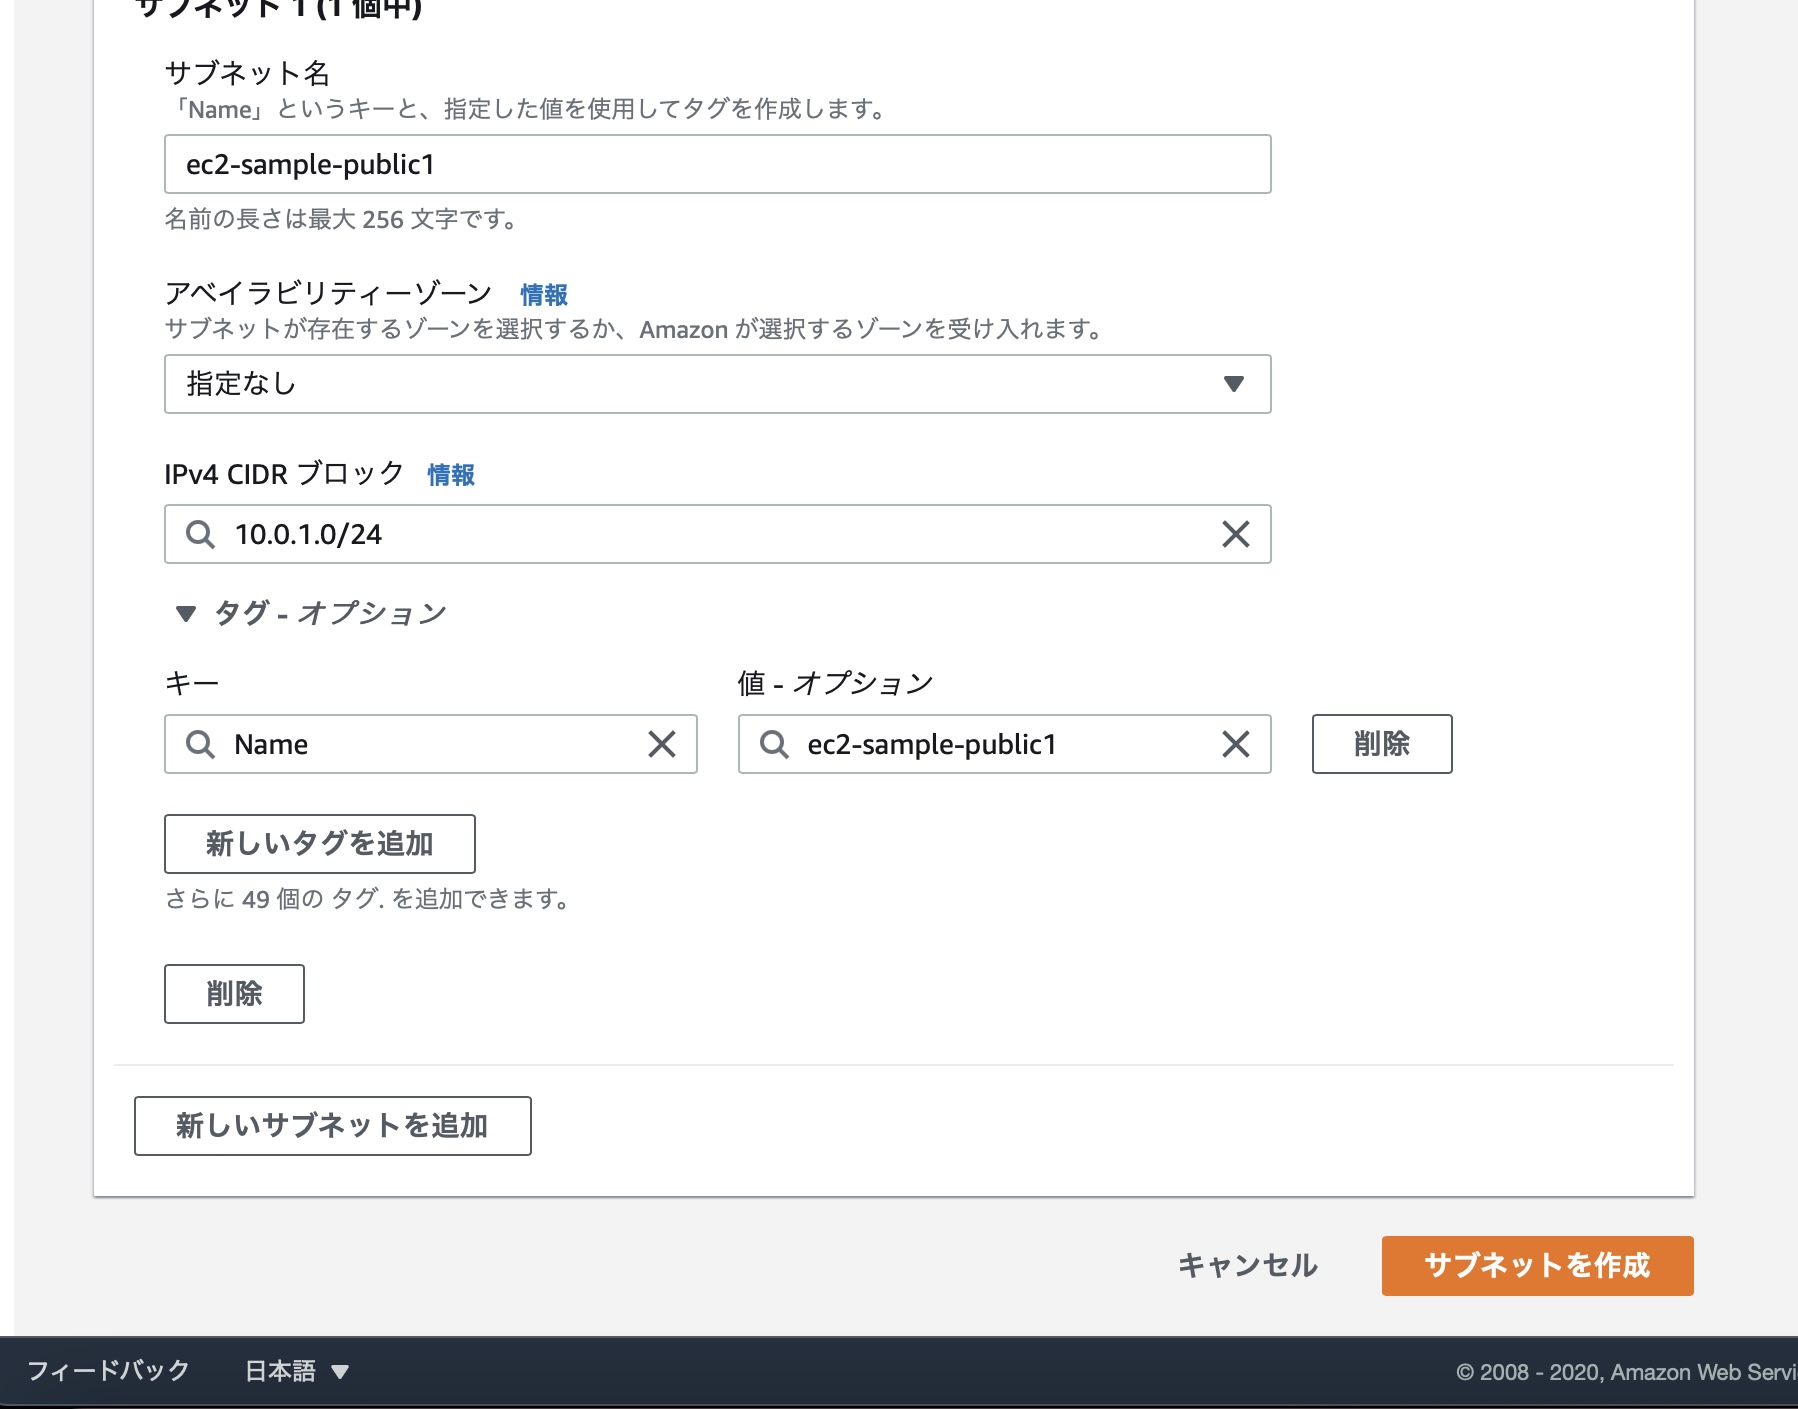 サブネット 1 (1 個中)
サブネット名
「Name」というキーと、指定した値を使用してタグを作成します。
ec2-sample-public1
名前の長さは最大 256 文字です。
アベイラビリティーゾーン 情報
サブネットが存在するゾーンを選択するか、Amazon が選択するゾーンを受け入れます。
指定なし
IPv4 CIDR ブロック 情報
10.0.1.0/24
タグ - オプション
キー 値 - オプション
Name ec2-sample-public1 削除
新しいタグを追加
さらに 49 個の タグ. を追加できます。
削除
新しいサブネットを追加
キャンセル サブネットを作成
フィードバック 日本語 © 2008 - 2020, Amazon Web Servi